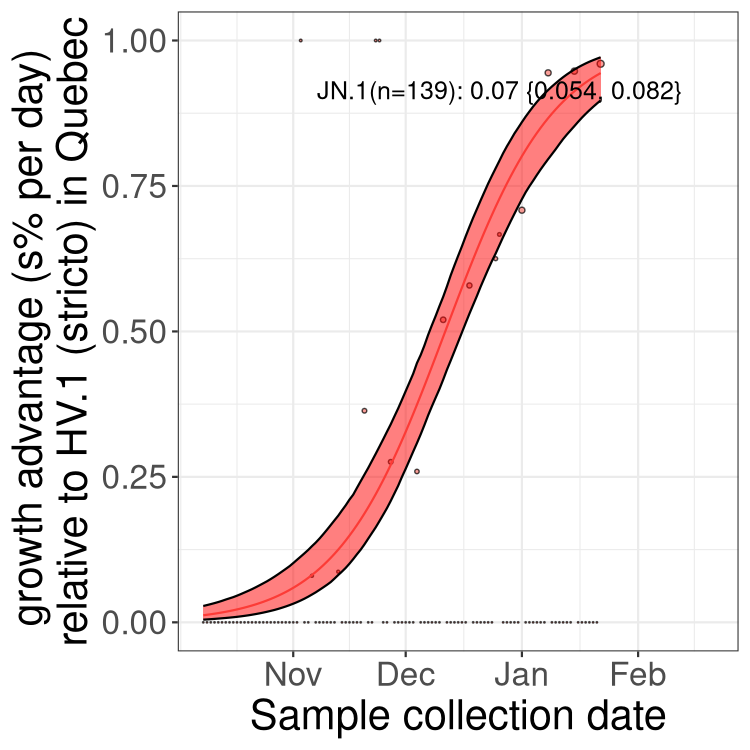 growth advantage (s% per day)
relative to HV.1 (stricto) in Quebec
1.00
0.75
0.50
0.25
0.00
JN.1(n=139): 0.07 {0.054, 0.082}
Nov Dec Jan Feb
Sample collection date